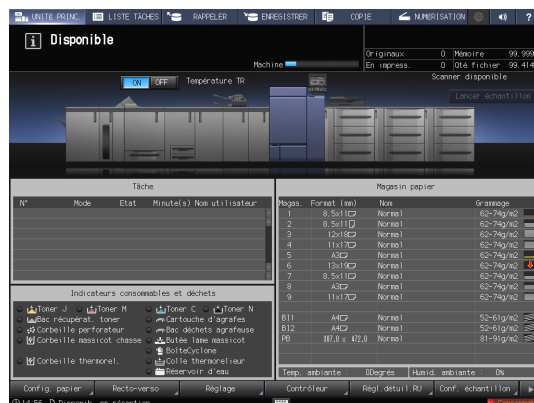 UNITÉ PRINC. LISTE TÂCHES RAPPELER ENREGISTRER COPIE NUMÉRISATION ?
Disponible
Machine
Originaux 0 Mémoire 99.999
En impress. 0 Qté fichier 99.414
Scanner disponible
ON OFF Température TR
Lancer échantillon
Tâche
N° Mode Etat Minute(s) Nom utilisateur
Magasin papier
Magas. Format (mm) Nom Grammage
1 8.5x11 Normal 62-74g/m2
2 8.5x11 Normal 62-74g/m2
3 12x18 Normal 62-74g/m2
4 11x17 Normal 62-74g/m2
5 A3 Normal 62-74g/m2
6 13x19 Normal 62-74g/m2
7 8.5x11 Normal 62-74g/m2
8 A3 Normal 62-74g/m2
9 11x17 Normal 62-74g/m2
BI1 A4 Normal 52-61g/m2
BI2 A4 Normal 52-61g/m2
PB x 472,0 Normal 81-91g/m2
Temp. ambiante 0Degrés Humid. ambiante : 0%
Indicateurs consommables et déchets
Toner J Toner M Toner C Toner N
Bac récupérat. toner Cartouche d'agrafes
Corbeille perforateur Bac déchets agrafeuse
Corbeille massicot chasse Butée lame massicot
BoîteCyclone
Corbeille thermorel. Colle thermorelieur
Réservoir d'eau
Config. papier Recto-verso Réglage Contrôleur Régl.détail.RU Conf. échantillon